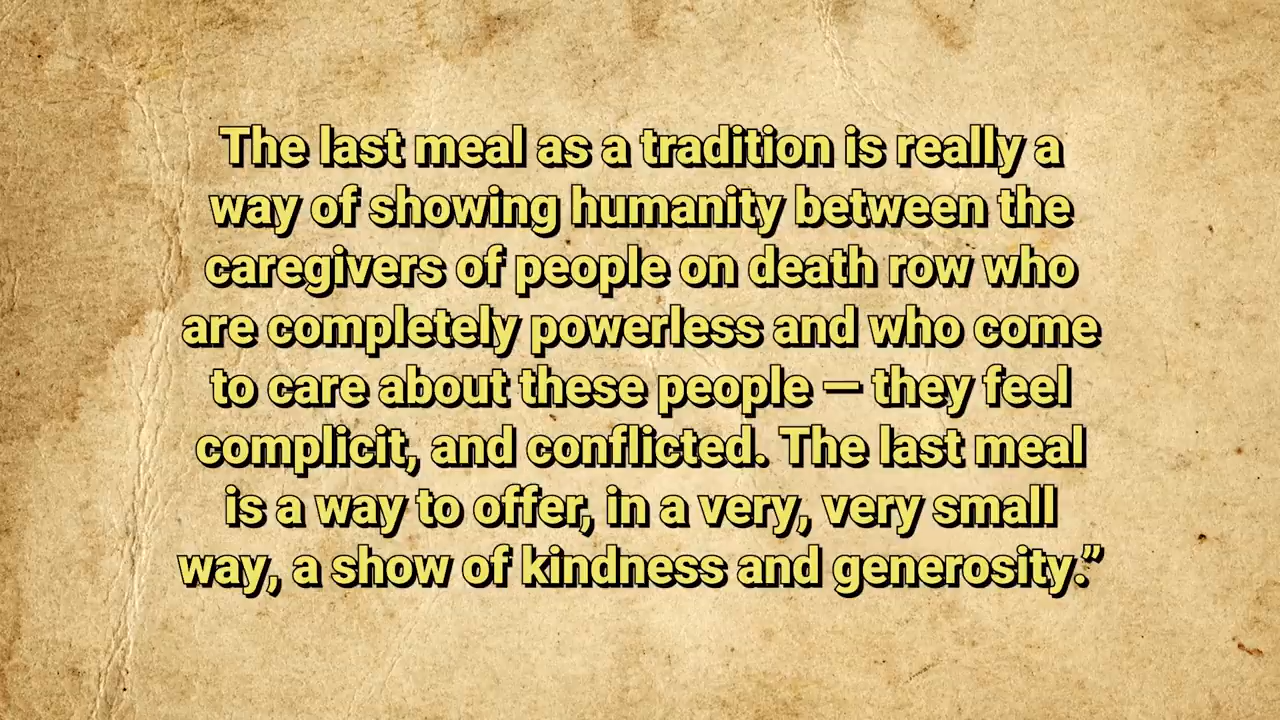 The last meal as a tradition is really a
way of showing humanity between the
caregivers of people on death row who
are completely powerless and who come
to care about these people — they feel
complicit, and conflicted. The last meal
is a way to offer, in a very, very small
way, a show of kindness and generosity.”